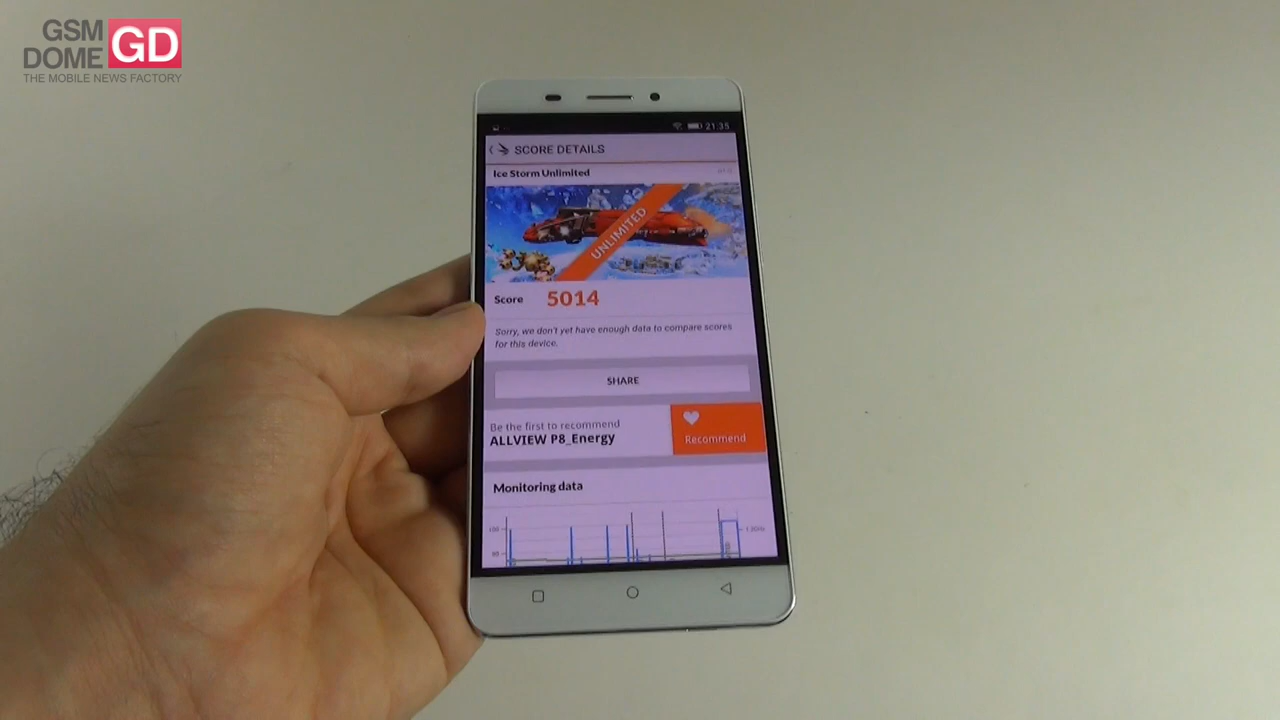 GSM
DOME GD
THE MOBILE NEWS FACTORY
21:35
SCORE DETAILS
Ice Storm Unlimited
UNLIMITED
Score 5014
Sorry, we don't yet have enough data to compare scores
for this device.
SHARE
Be the first to recommend
ALLVIEW P8_Energy
Recommend
Monitoring data